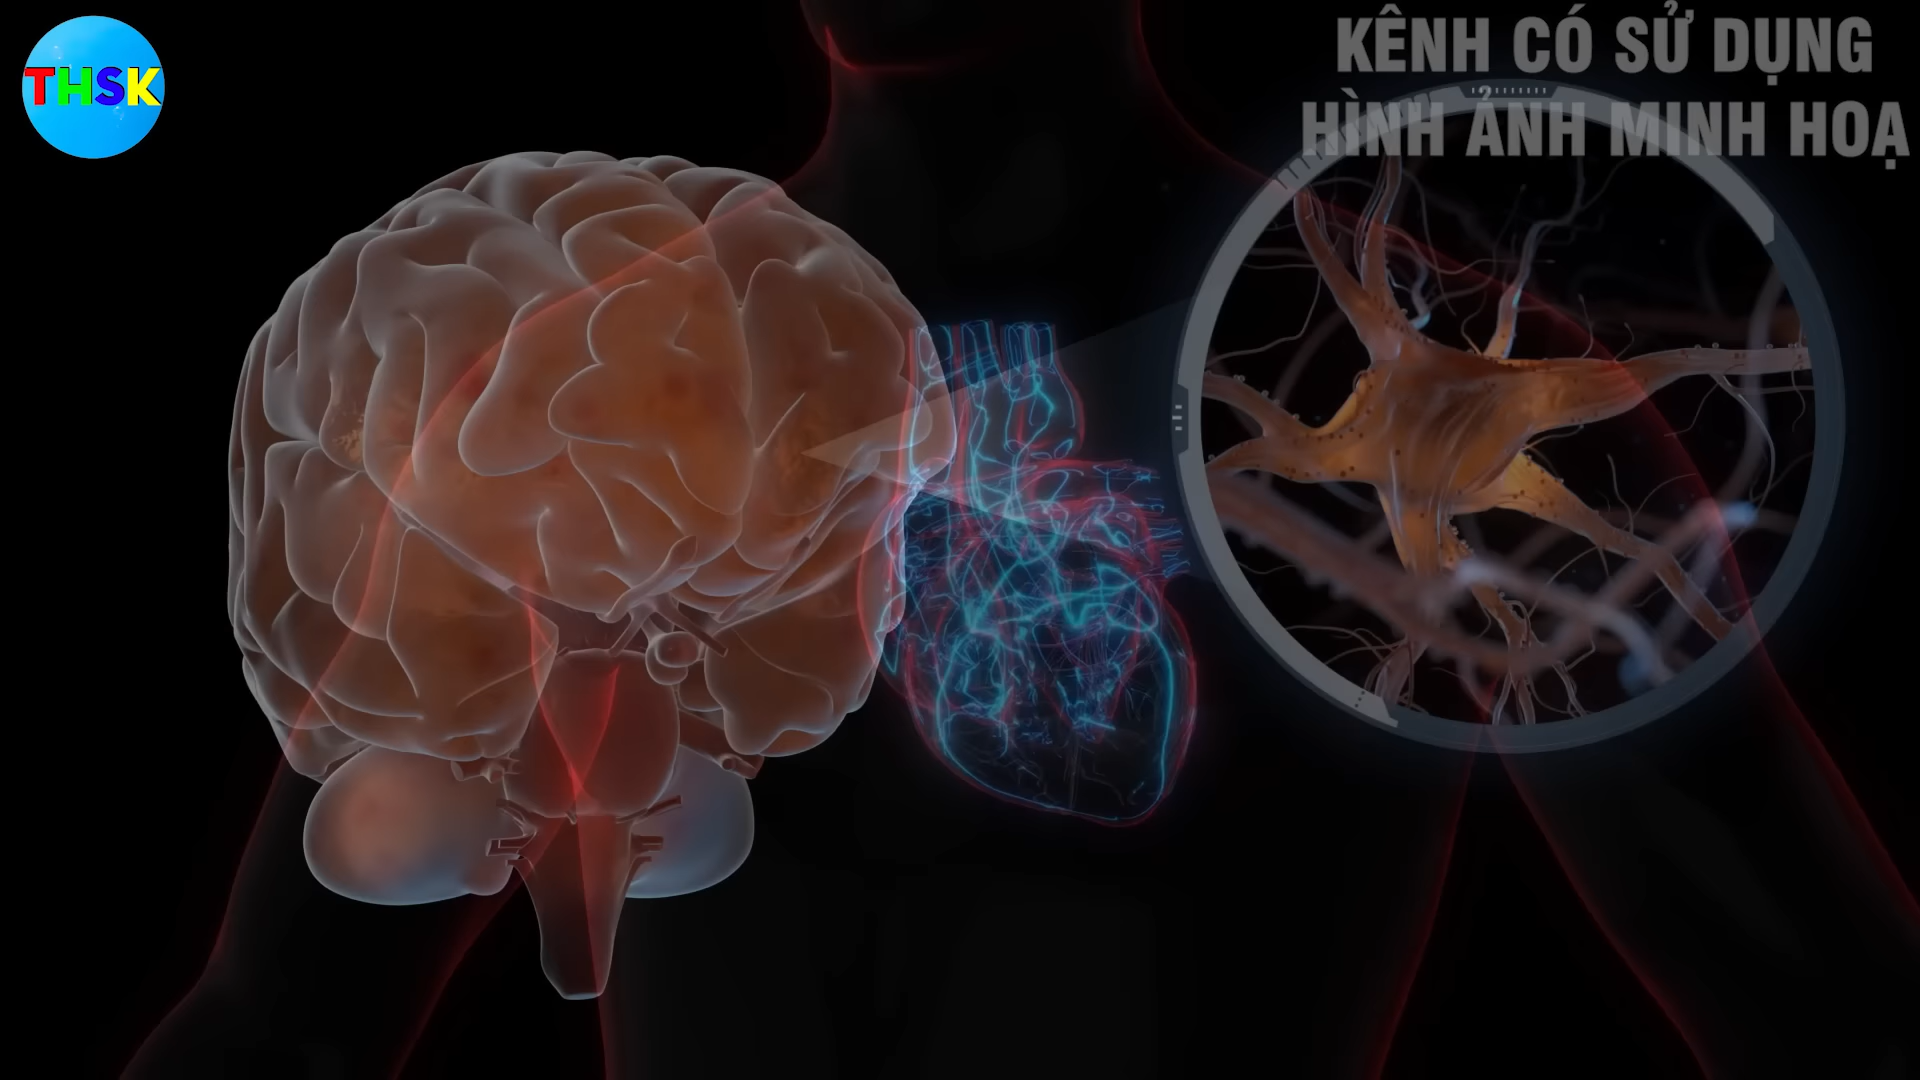 THSK
KÊNH CÓ SỬ DỤNG
HÌNH ẢNH MINH HOẠ